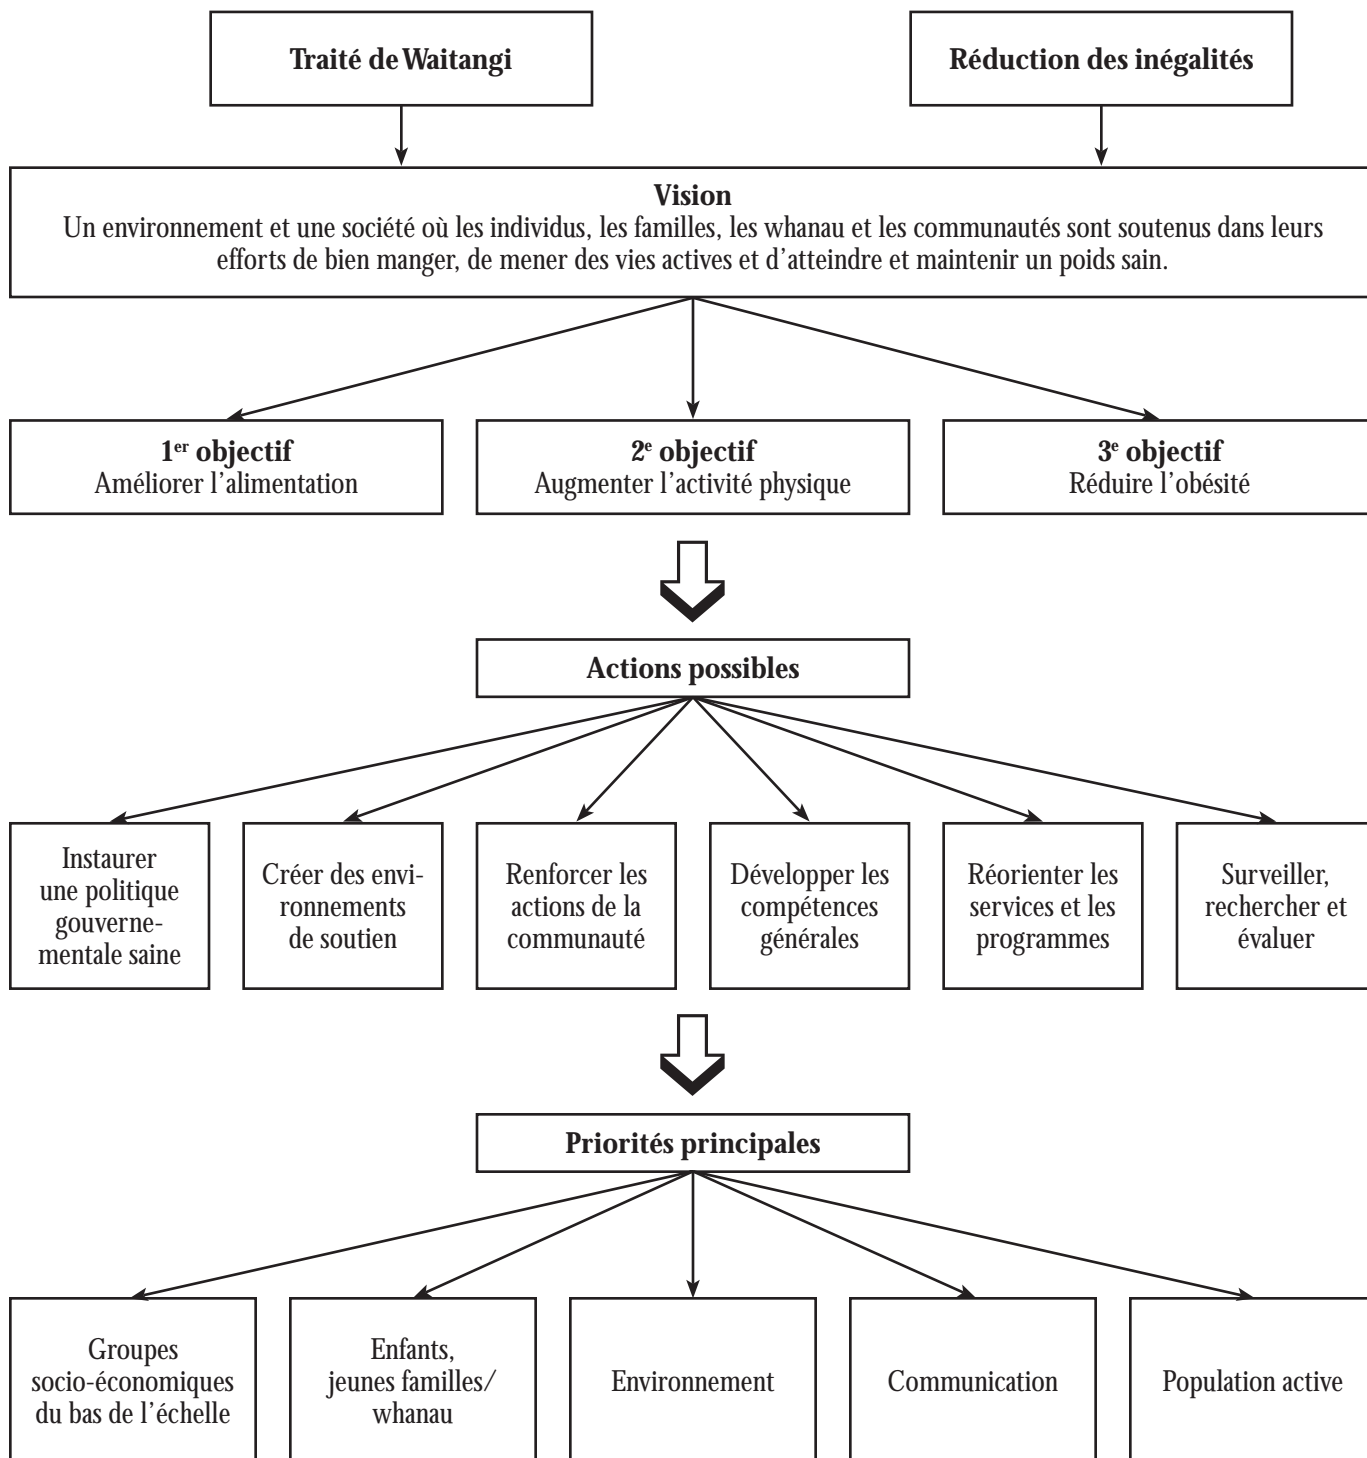 Traité de Waitangi
Réduction des inégalités
Vision
Un environnement et une société où les individus, les familles, les whanau et les communautés sont soutenus dans leurs
efforts de bien manger, de mener des vies actives et d’atteindre et maintenir un poids sain.
1er objectif
Améliorer l’alimentation
2e objectif
Augmenter l’activité physique
3e objectif
Réduire l’obésité
Actions possibles
Instaurer
une politique
gouverne-
mentale saine
Créer des envi-
ronnements
de soutien
Renforcer les
actions de la
communauté
Développer les
compétences
générales
Réorienter les
services et les
programmes
Surveiller,
rechercher et
évaluer
Priorités principales
Groupes
socio-économiques
du bas de l’échelle
Enfants,
jeunes familles/
whanau
Environnement
Communication
Population active